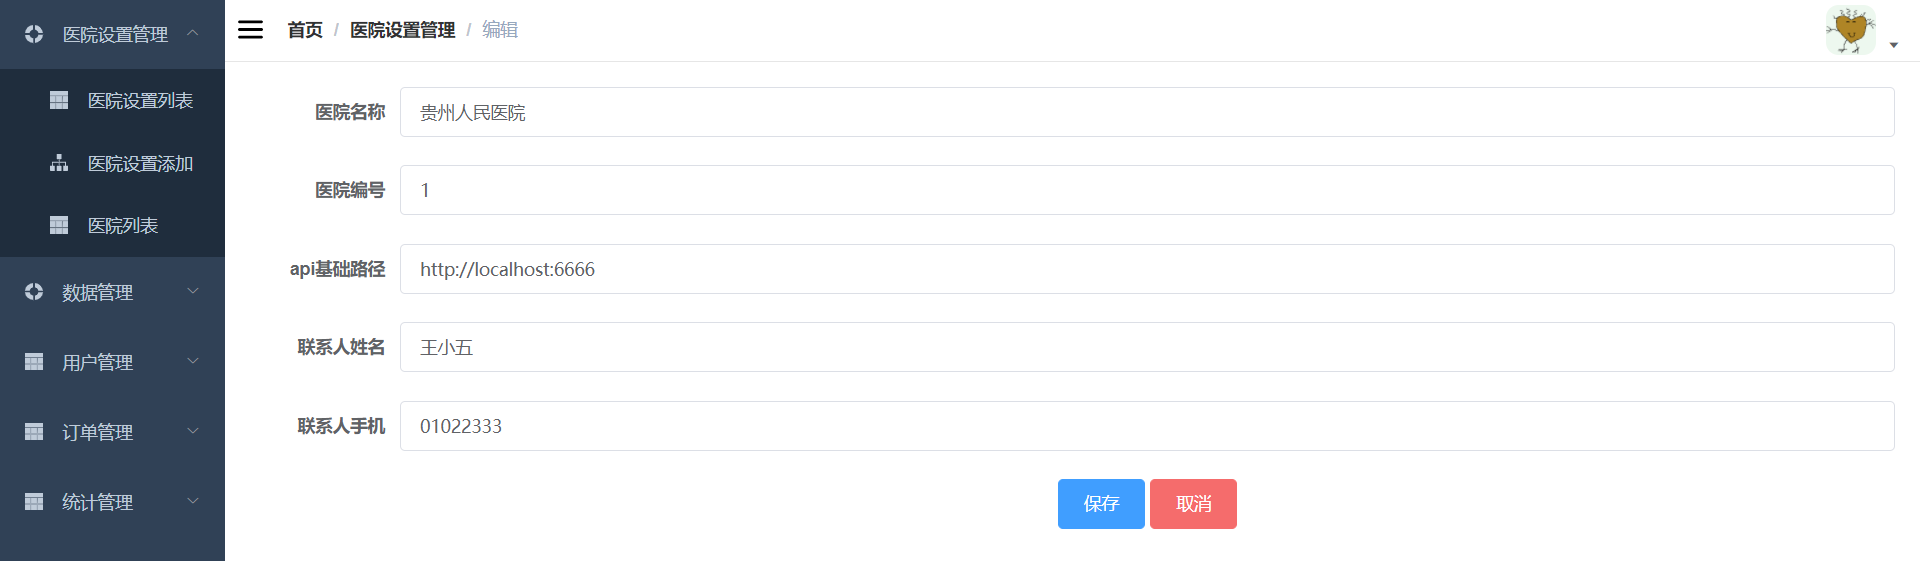 医院设置管理
医院设置列表
医院设置添加
医院列表
数据管理
用户管理
订单管理
统计管理
首页 / 医院设置管理 / 编辑
医院名称 贵州人民医院
医院编号 1
api基础路径 http://localhost:6666
联系人姓名 王小五
联系人手机 01022333
保存 取消